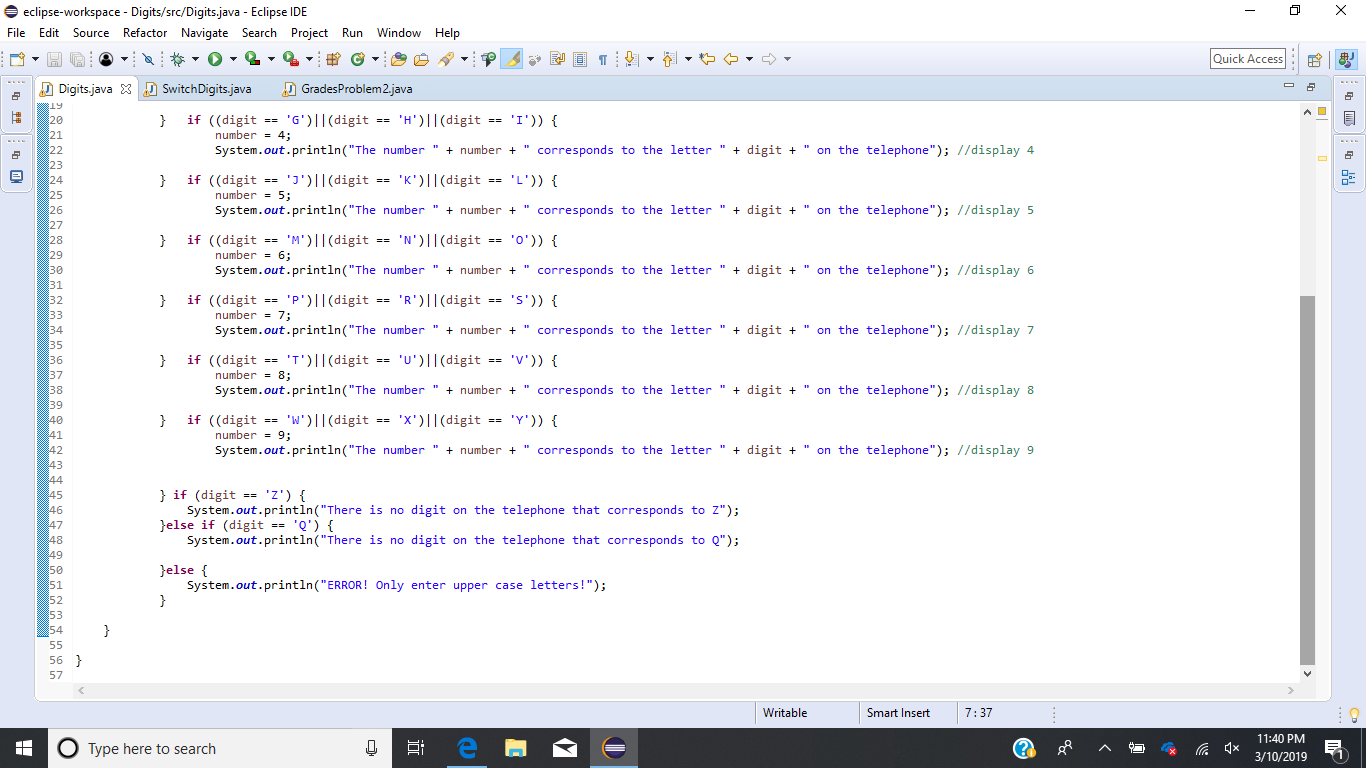 eclipse-workspace - Digits/src/Digits.java - Eclipse IDE
File Edit Source Refactor Navigate Search Project Run Window Help
Quick Access
Digits.java SwitchDigits.java GradesProblem2.java
19
20 } if ((digit == 'G')||(digit == 'H')||(digit == 'I')) {
21 number = 4;
22 System.out.println("The number " + number + " corresponds to the letter " + digit + " on the telephone"); //display 4
23
24 } if ((digit == 'J')||(digit == 'K')||(digit == 'L')) {
25 number = 5;
26 System.out.println("The number " + number + " corresponds to the letter " + digit + " on the telephone"); //display 5
27
28 } if ((digit == 'M')||(digit == 'N')||(digit == 'O')) {
29 number = 6;
30 System.out.println("The number " + number + " corresponds to the letter " + digit + " on the telephone"); //display 6
31
32 } if ((digit == 'P')||(digit == 'R')||(digit == 'S')) {
33 number = 7;
34 System.out.println("The number " + number + " corresponds to the letter " + digit + " on the telephone"); //display 7
35
36 } if ((digit == 'T')||(digit == 'U')||(digit == 'V')) {
37 number = 8;
38 System.out.println("The number " + number + " corresponds to the letter " + digit + " on the telephone"); //display 8
39
40 } if ((digit == 'W')||(digit == 'X')||(digit == 'Y')) {
41 number = 9;
42 System.out.println("The number " + number + " corresponds to the letter " + digit + " on the telephone"); //display 9
43
44
45 } if (digit == 'Z') {
46 System.out.println("There is no digit on the telephone that corresponds to Z");
47 }else if (digit == 'Q') {
48 System.out.println("There is no digit on the telephone that corresponds to Q");
49
50 }else {
51 System.out.println("ERROR! Only enter upper case letters!");
52 }
53
54 }
55
56 }
57
Writable Smart Insert 7 : 37
Type here to search
11:40 PM
3/10/2019
1